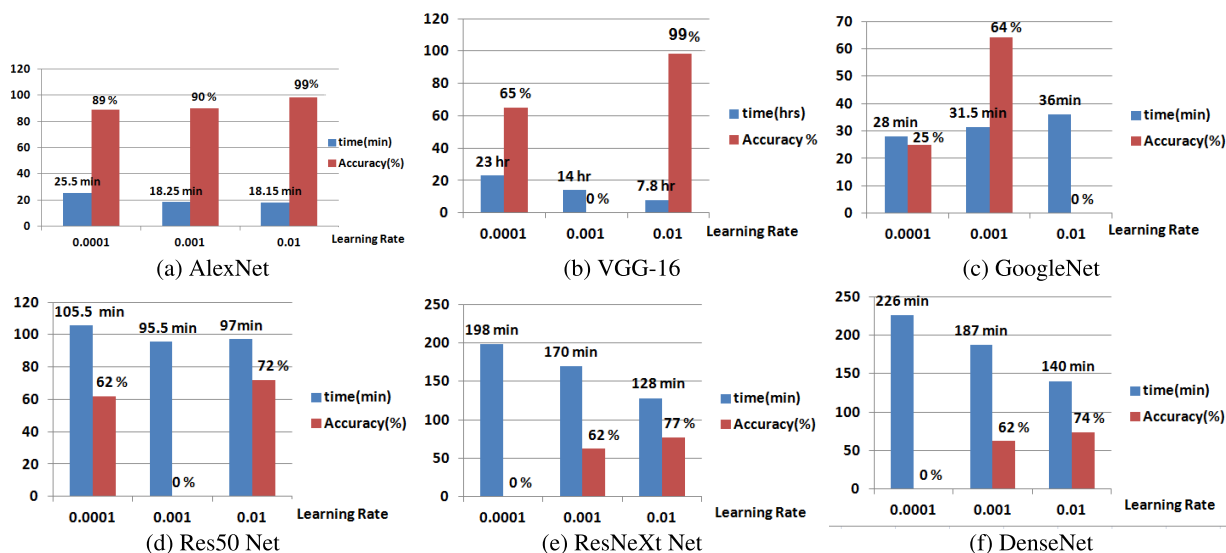 120
100
80
60
40
20
0
89 %
90 %
99%
25.5 min
18.25 min
18.15 min
time(min)
Accuracy(%)
0.0001 0.001 0.01
Learning Rate
(a) AlexNet
120
100
80
60
40
20
0
65 %
99 %
23 hr
14 hr
0 %
7.8 hr
time(hrs)
Accuracy %
0.0001 0.001 0.01 Learning Rate
(b) VGG-16
70
60
50
40
30
20
10
0
64 %
28 min
25 %
31.5 min
36min
0 %
time(min)
Accuracy(%)
0.0001 0.001 0.01 Learning Rate
(c) GoogleNet
120
100
80
60
40
20
0
105.5 min
95.5 min
97min
62 %
0 %
72 %
time(min)
Accuracy(%)
0.0001 0.001 0.01 Learning Rate
(d) Res50 Net
250
200
150
100
50
0
198 min
170 min
128 min
0 %
62 %
77 %
time(min)
Accuracy(%)
0.0001 0.001 0.01 Learning Rate
(e) ResNeXt Net
250
200
150
100
50
0
226 min
187 min
140 min
0 %
62 %
74 %
time(min)
Accuracy(%)
0.0001 0.001 0.01 Learning Rate
(f) DenseNet